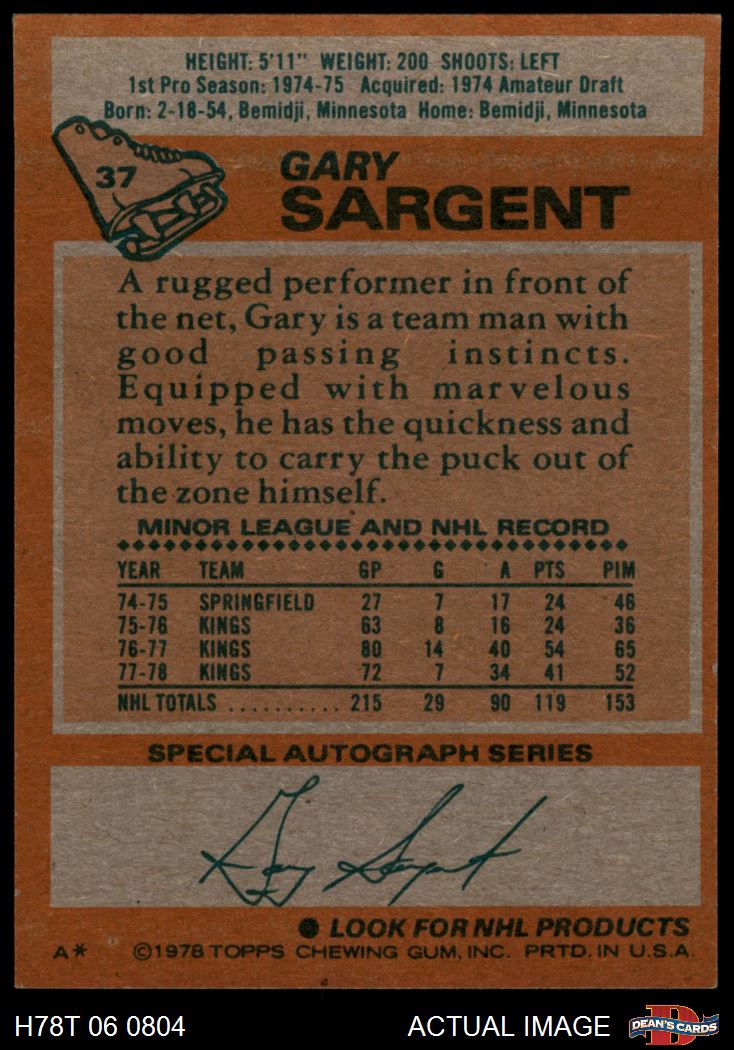 HEIGHT: 5'11" WEIGHT: 200 SHOOTS: LEFT
1st Pro Season: 1974-75 Acquired: 1974 Amateur Draft
Born: 2-18-54, Bemidji, Minnesota Home: Bemidji, Minnesota
37
GARY
SARGENT
A rugged performer in front of
the net, Gary is a team man with
good passing instincts.
Equipped with marvelous
moves, he has the quickness and
ability to carry the puck out of
the zone himself.
MINOR LEAGUE AND NHL RECORD
YEAR TEAM GP G A PTS PIM
74-75 SPRINGFIELD 27 7 17 24 46
75-76 KINGS 63 8 16 24 36
76-77 KINGS 80 14 40 54 65
77-78 KINGS 72 7 34 41 52
NHL TOTALS .......... 215 29 90 119 153
SPECIAL AUTOGRAPH SERIES
Gary Sargent
● LOOK FOR NHL PRODUCTS
A* ©1978 TOPPS CHEWING GUM, INC. PRTD. IN U.S.A.
H78T 06 0804 ACTUAL IMAGE D DEAN'S CARDS